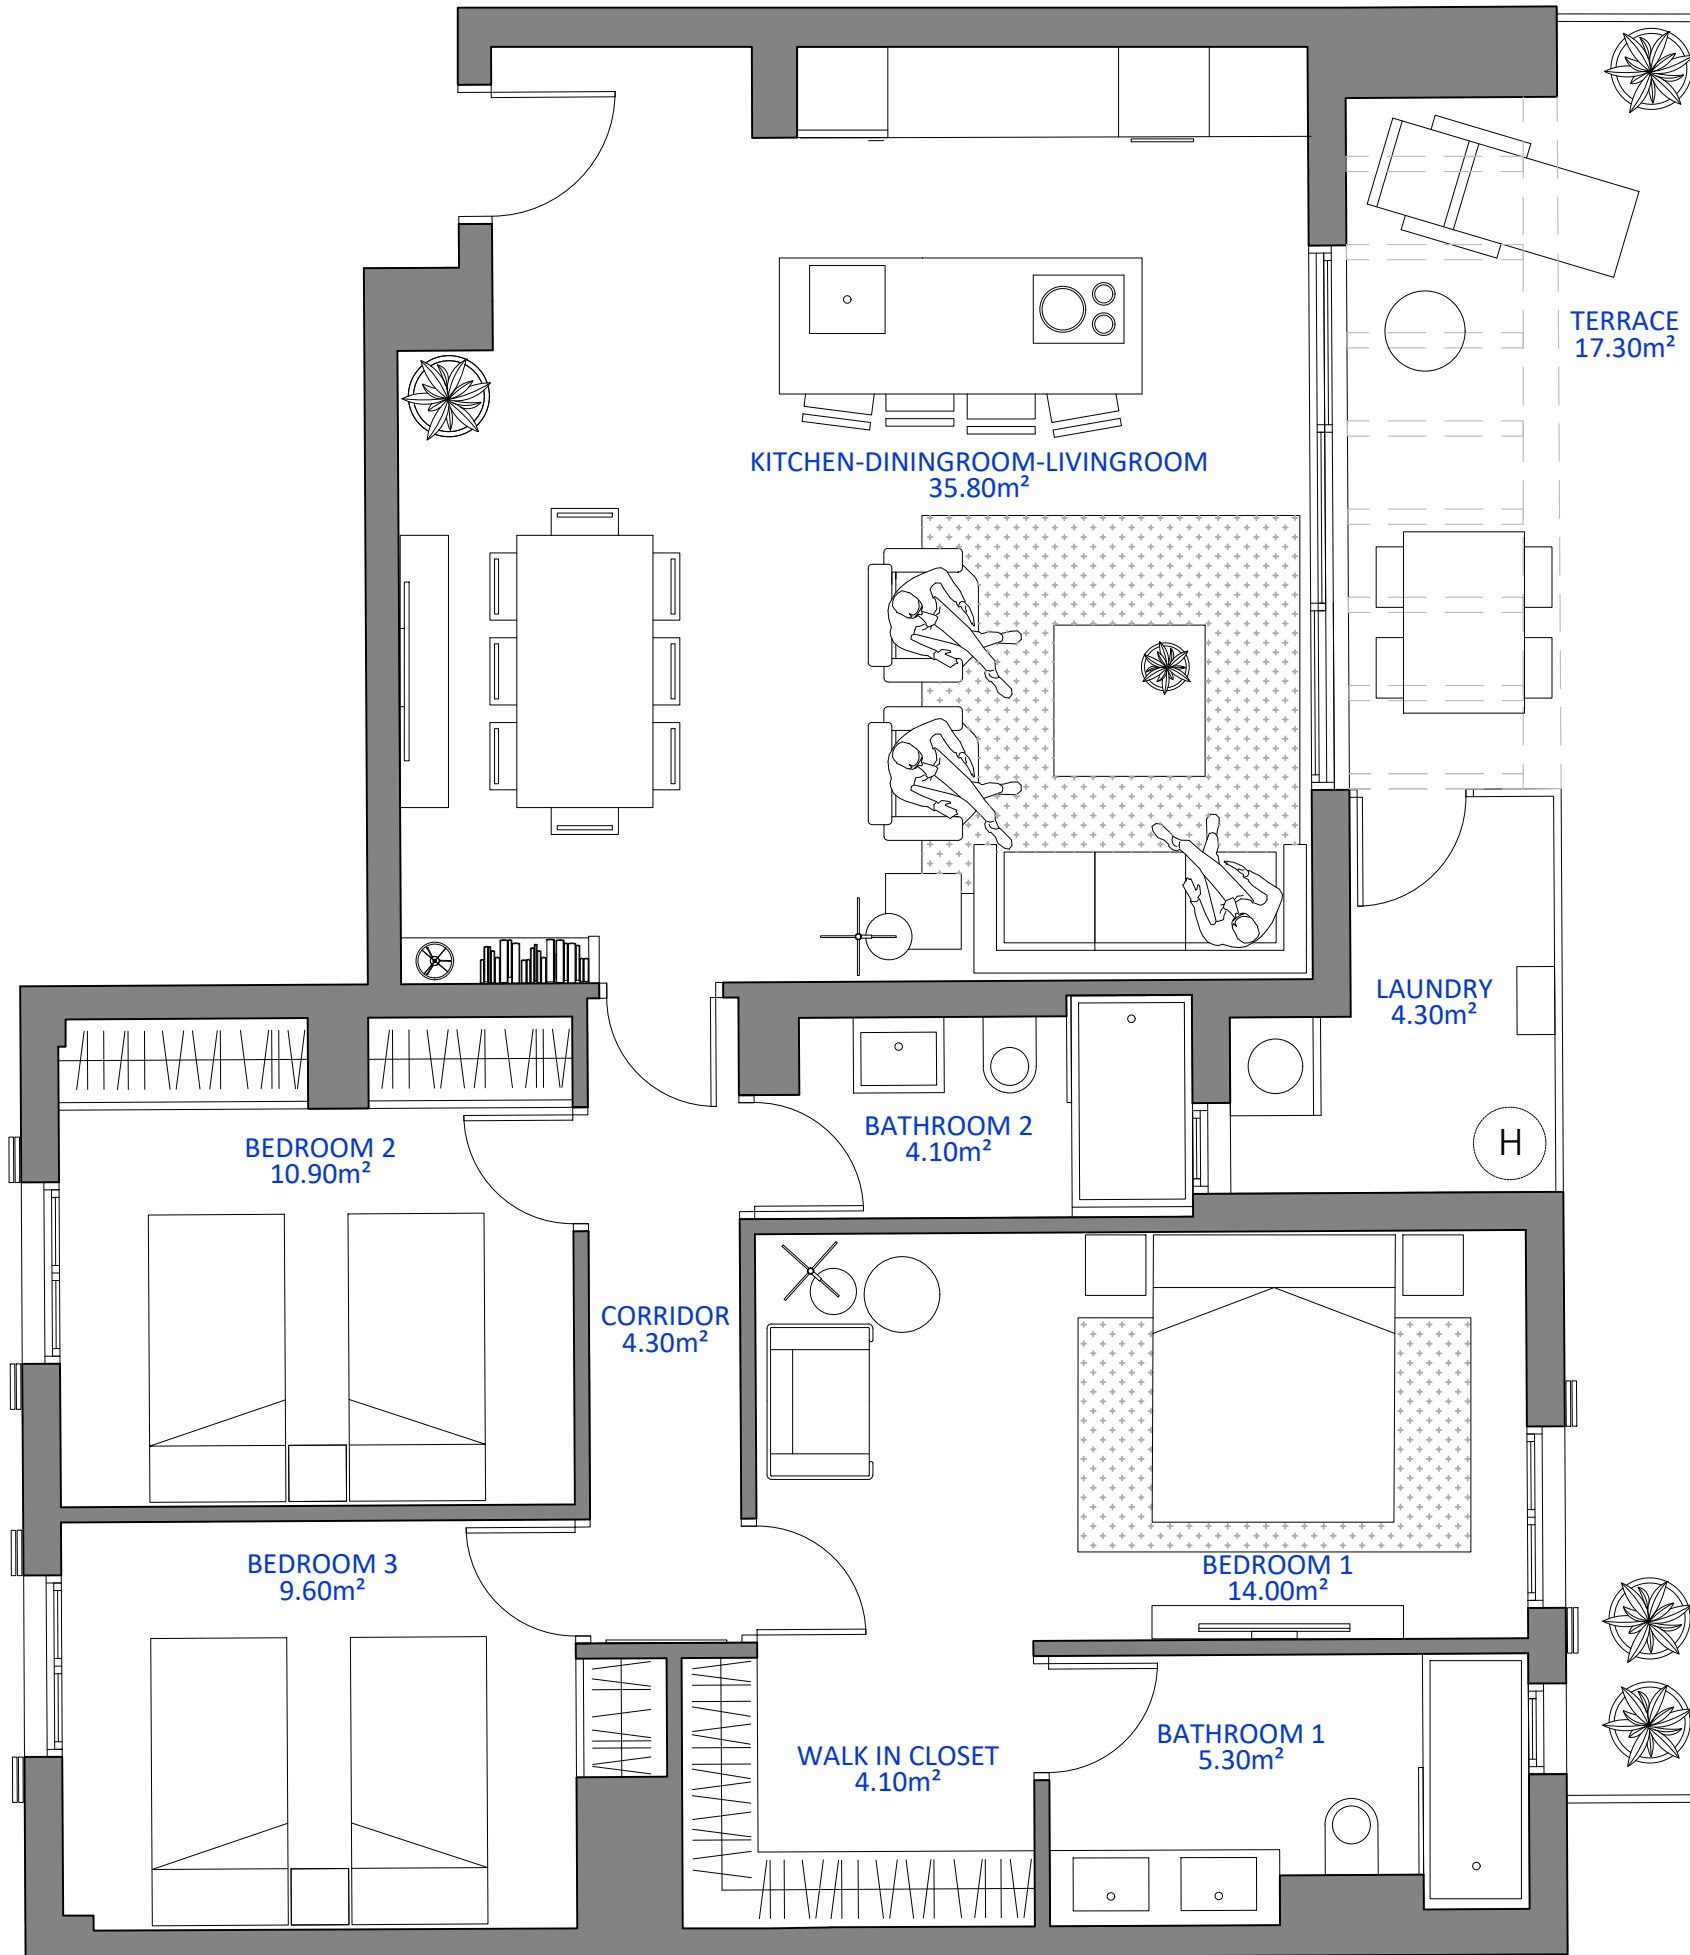 TERRACE
17.30m²
KITCHEN-DININGROOM-LIVINGROOM
35.80m²
LAUNDRY
4.30m²
BATHROOM 2
4.10m²
H
BEDROOM 2
10.90m²
CORRIDOR
4.30m²
BEDROOM 3
9.60m²
BEDROOM 1
14.00m²
WALK IN CLOSET
4.10m²
BATHROOM 1
5.30m²